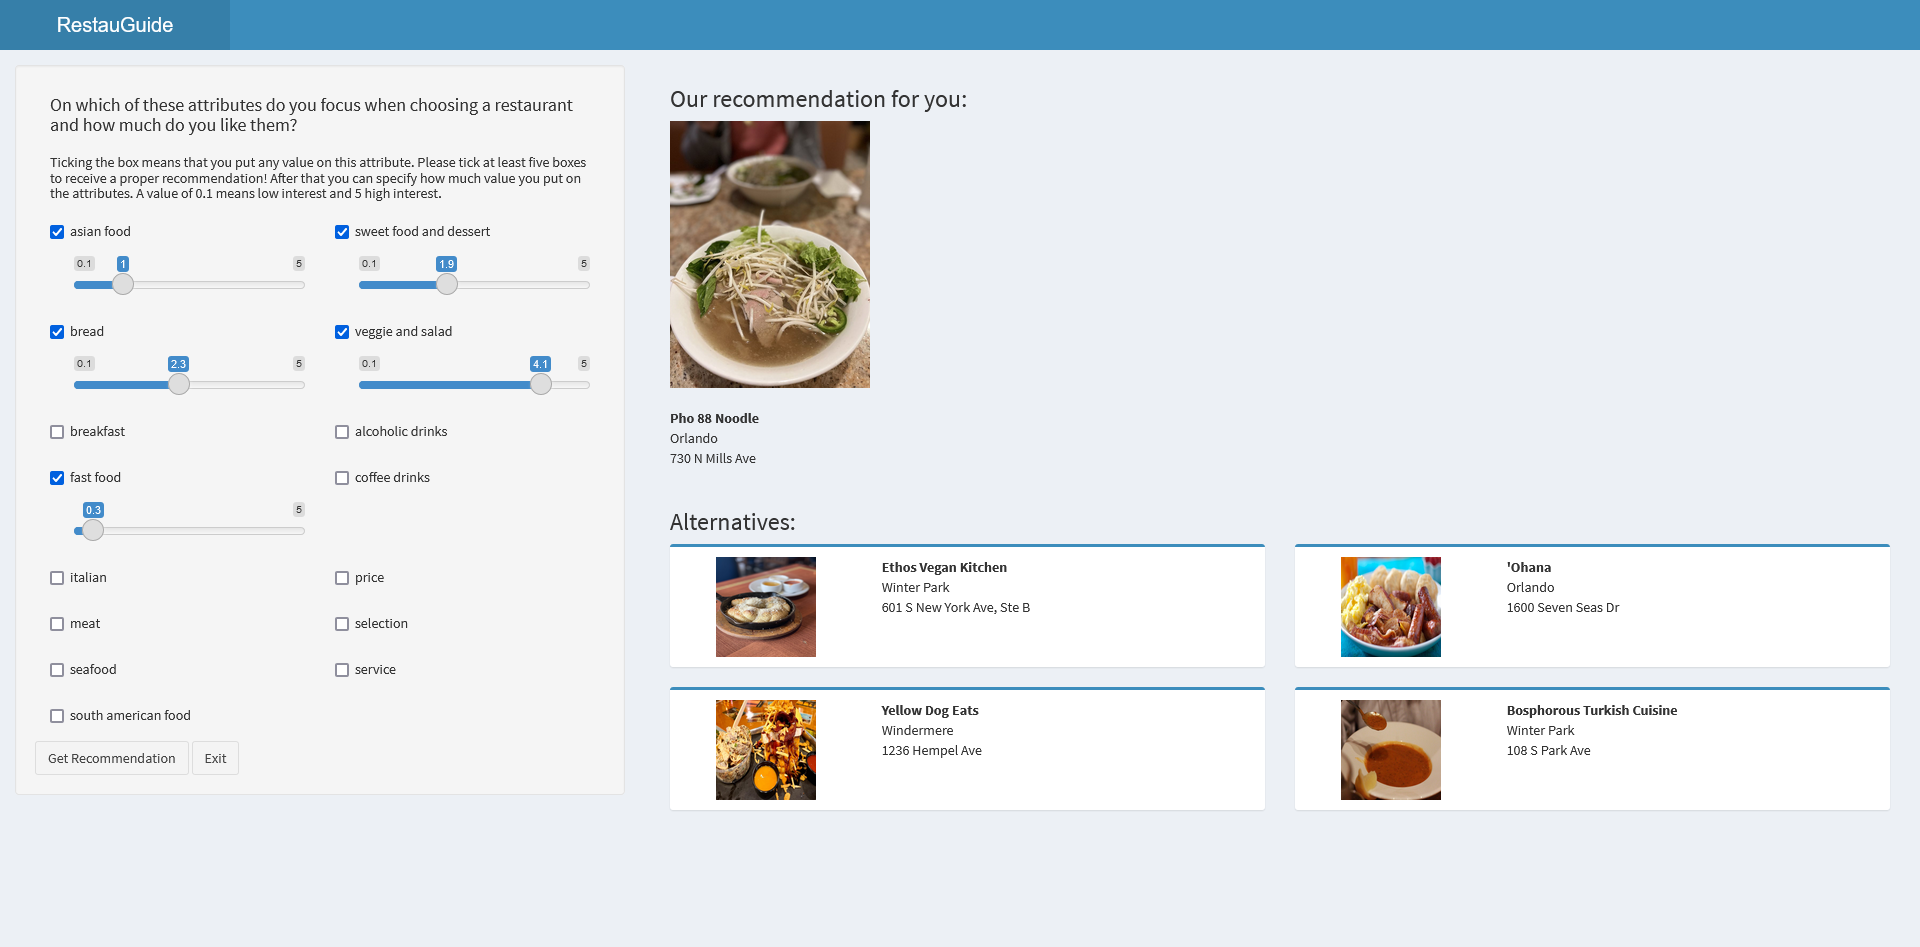 RestauGuide
On which of these attributes do you focus when choosing a restaurant
and how much do you like them?
Ticking the box means that you put any value on this attribute. Please tick at least five boxes
to receive a proper recommendation! After that you can specify how much value you put on
the attributes. A value of 0.1 means low interest and 5 high interest.
asian food
0.1 1 5
sweet food and dessert
0.1 1.9 5
bread
0.1 2.3 5
veggie and salad
0.1 4.1 5
breakfast
alcoholic drinks
fast food
0.3 5
coffee drinks
italian
price
meat
selection
seafood
service
south american food
Get Recommendation
Exit
Our recommendation for you:
Pho 88 Noodle
Orlando
730 N Mills Ave
Alternatives:
Ethos Vegan Kitchen
Winter Park
601 S New York Ave, Ste B
'Ohana
Orlando
1600 Seven Seas Dr
Yellow Dog Eats
Windermere
1236 Hempel Ave
Bosphorous Turkish Cuisine
Winter Park
108 S Park Ave